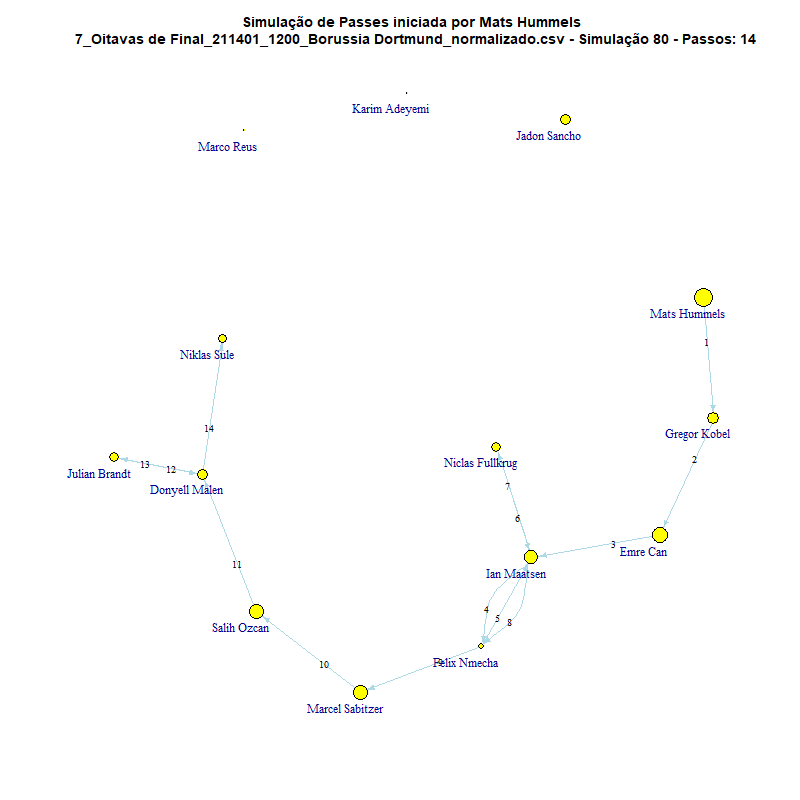 Simulação de Passes iniciada por Mats Hummels
7_Oitavas de Final_211401_1200_Borussia Dortmund_normalizado.csv - Simulação 80 - Passos: 14
Karim Adeyemi
Jadon Sancho
Marco Reus
Mats Hummels
1
Niklas Sule
14
Gregor Kobel
2
Niclas Fullkrug
7
13
12
Julian Brandt
Donyell Malen
6
3
Emre Can
11
Ian Maatsen
4
5
8
Salih Ozcan
10
9
Felix Nmecha
Marcel Sabitzer